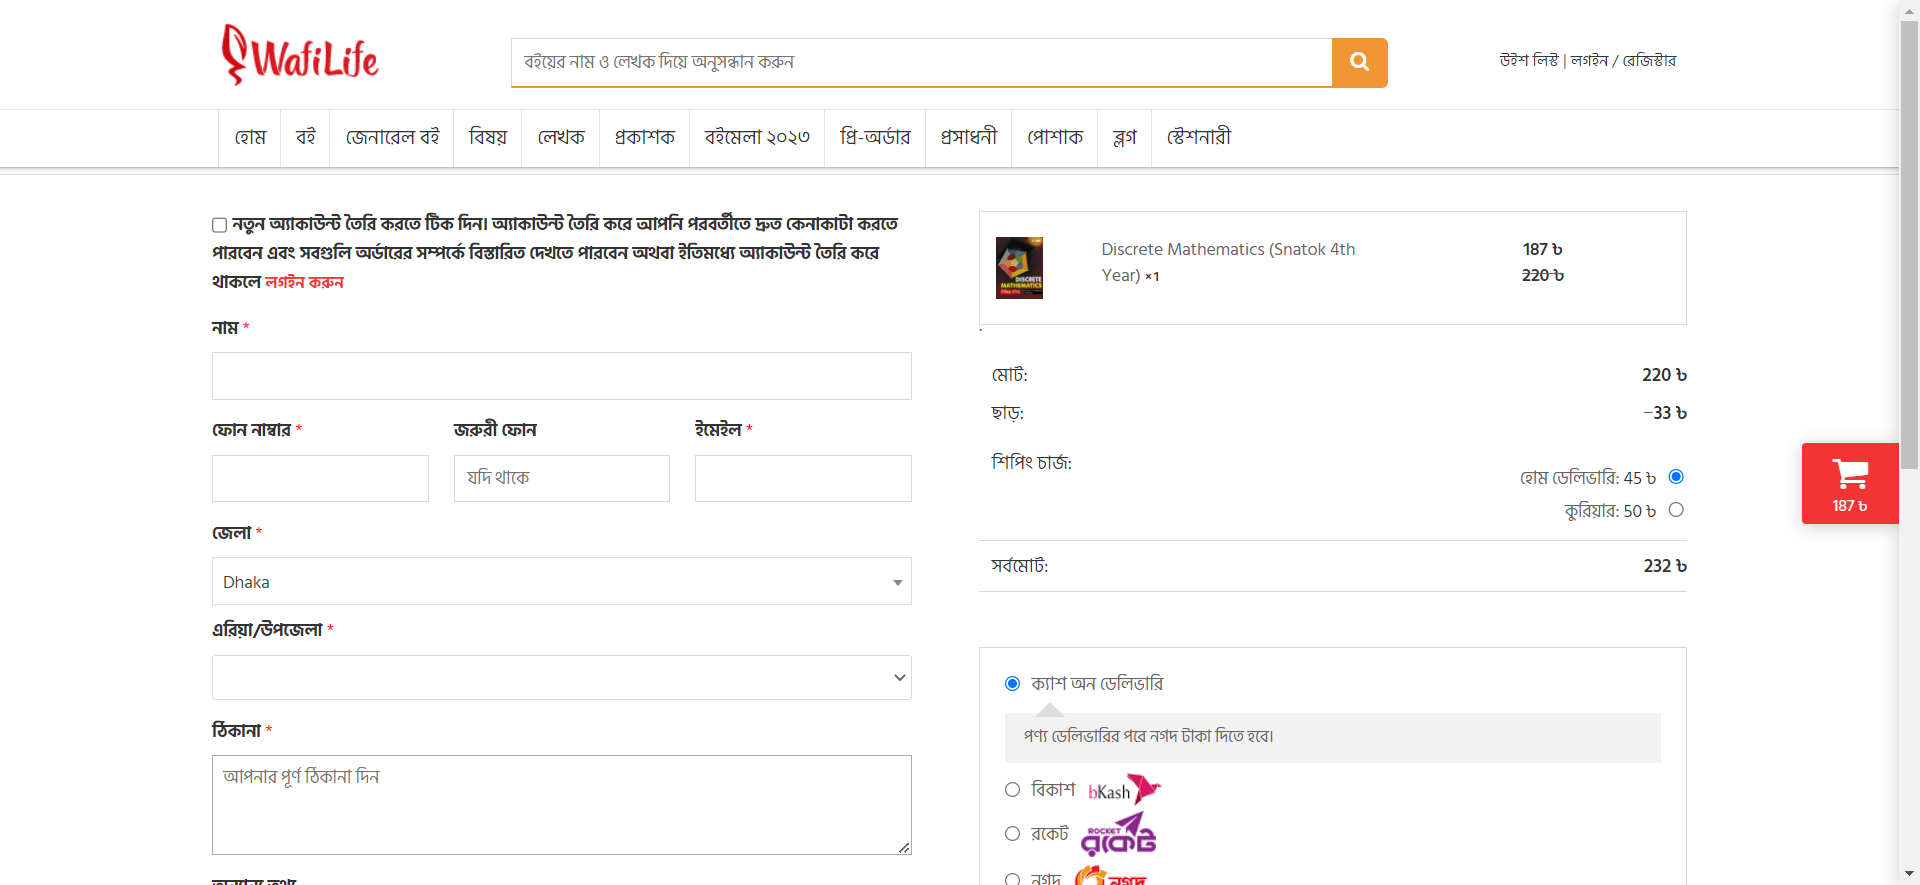 WafiLife
বইয়ের নাম ও লেখক দিয়ে অনুসন্ধান করুন
উইশ লিস্ট | লগইন / রেজিস্টার
হোম
বই
জেনারেল বই
বিষয়
লেখক
প্রকাশক
বইমেলা ২০২৩
প্রি-অর্ডার
প্রসাধনী
পোশাক
ব্লগ
স্টেশনারী
নতুন অ্যাকাউন্ট তৈরি করতে টিক দিন। অ্যাকাউন্ট তৈরি করে আপনি পরবর্তীতে দ্রুত কেনাকাটা করতে
পারবেন এবং সবগুলি অর্ডারের সম্পর্কে বিস্তারিত দেখতে পারবেন অথবা ইতিমধ্যে অ্যাকাউন্ট তৈরি করে
থাকলে লগইন করুন
নাম *
ফোন নাম্বার *
জরুরী ফোন
ইমেইল *
যদি থাকে
জেলা *
Dhaka
এরিয়া/উপজেলা *
ঠিকানা *
আপনার পূর্ণ ঠিকানা দিন
DISCRETE
MATHEMATICS
Discrete Mathematics (Snatok 4th
Year) ×1
187 ৳
220 ৳
মোট: 220 ৳
ছাড়: -33 ৳
শিপিং চার্জ:
হোম ডেলিভারি: 45 ৳
কুরিয়ার: 50 ৳
সর্বমোট: 232 ৳
187 ৳
ক্যাশ অন ডেলিভারি
পণ্য ডেলিভারির পরে নগদ টাকা দিতে হবে।
বিকাশ bKash
রকেট ROCKET রকেট
নগদ নগদ